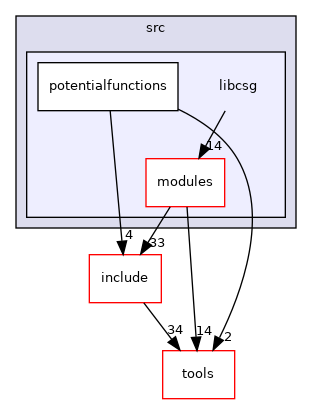 src
potentialfunctions
libcsg
14
modules
4
33
include
34
14
2
tools